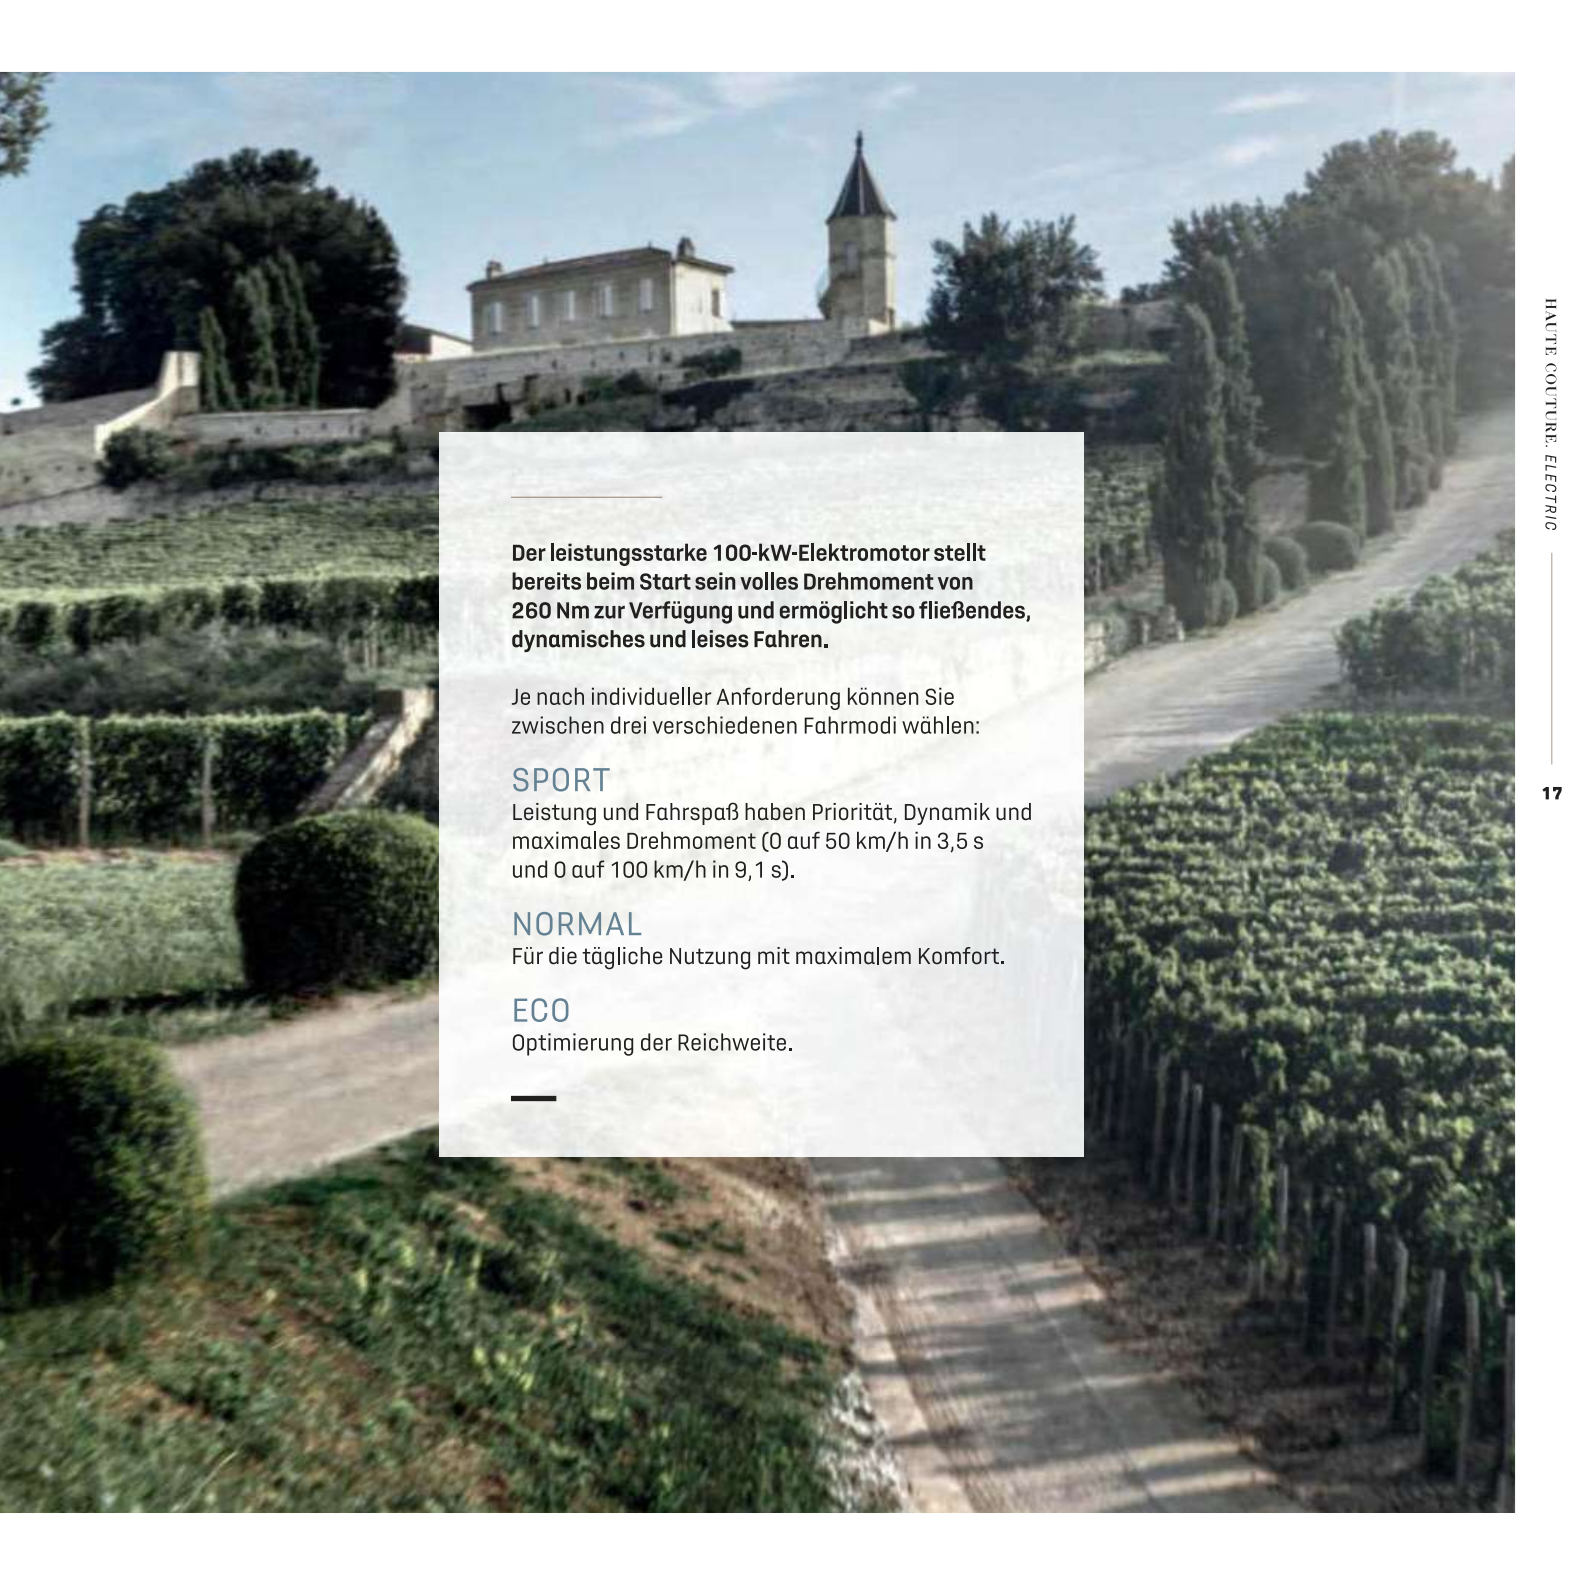 Der leistungsstarke 100-kW-Elektromotor stellt
bereits beim Start sein volles Drehmoment von
260 Nm zur Verfügung und ermöglicht so fließendes,
dynamisches und leises Fahren.
Je nach individueller Anforderung können Sie
zwischen drei verschiedenen Fahrmodi wählen:
SPORT
Leistung und Fahrspaß haben Priorität, Dynamik und
maximales Drehmoment (0 auf 50 km/h in 3,5 s
und 0 auf 100 km/h in 9,1 s).
NORMAL
Für die tägliche Nutzung mit maximalem Komfort.
ECO
Optimierung der Reichweite.
HAUTE COUTURE. ELECTRIC
17